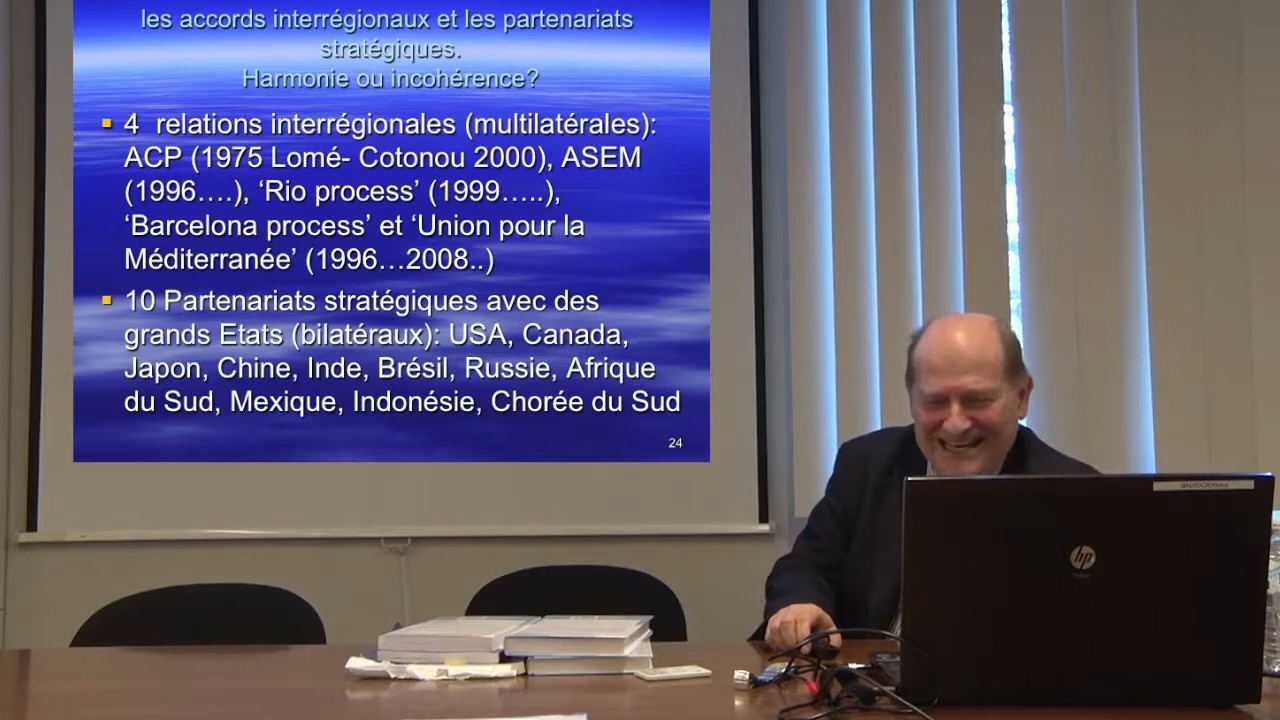 les accords interrégionaux et les partenariats
stratégiques.
Harmonie ou incohérence?
4 relations interrégionales (multilatérales):
ACP (1975 Lomé- Cotonou 2000), ASEM
(1996….), ‘Rio process’ (1999…..),
‘Barcelona process’ et ‘Union pour la
Méditerranée’ (1996…2008..)
10 Partenariats stratégiques avec des
grands Etats (bilatéraux): USA, Canada,
Japon, Chine, Inde, Brésil, Russie, Afrique
du Sud, Mexique, Indonésie, Chorée du Sud
24
hp